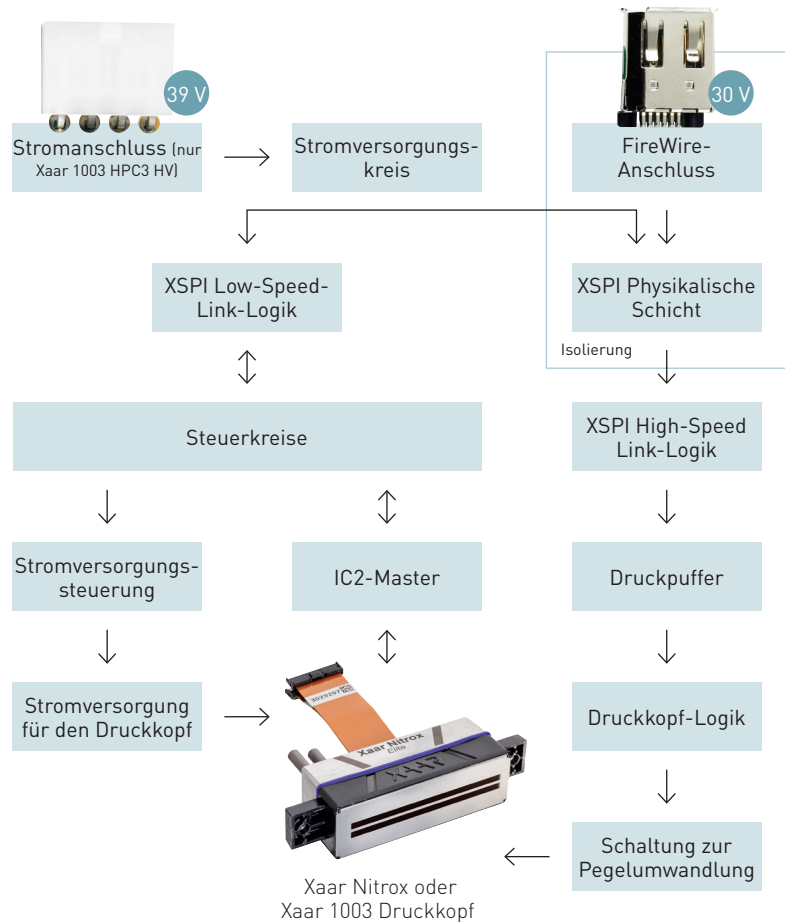 39 V
30 V
Stromanschluss (nur
Xaar 1003 HPC3 HV)
Stromversorgungs-
kreis
FireWire-
Anschluss
XSPI Low-Speed-
Link-Logik
XSPI Physikalische
Schicht
Isolierung
Steuerkreise
XSPI High-Speed
Link-Logik
Stromversorgungs-
steuerung
IC2-Master
Druckpuffer
Stromversorgung
für den Druckkopf
3025297
Xaar Nitrox
Elite
XAAR
Druckkopf-Logik
Schaltung zur
Pegelumwandlung
Xaar Nitrox oder
Xaar 1003 Druckkopf